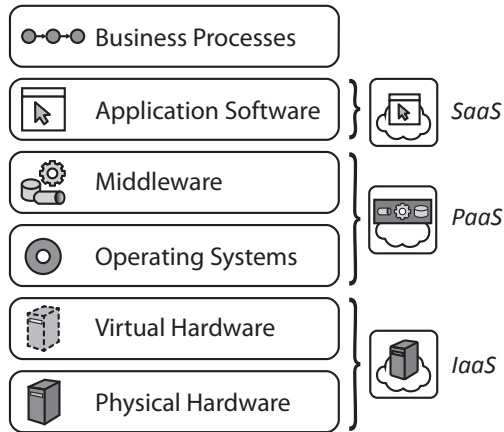 Business Processes
Application Software
SaaS
Middleware
PaaS
Operating Systems
Virtual Hardware
IaaS
Physical Hardware